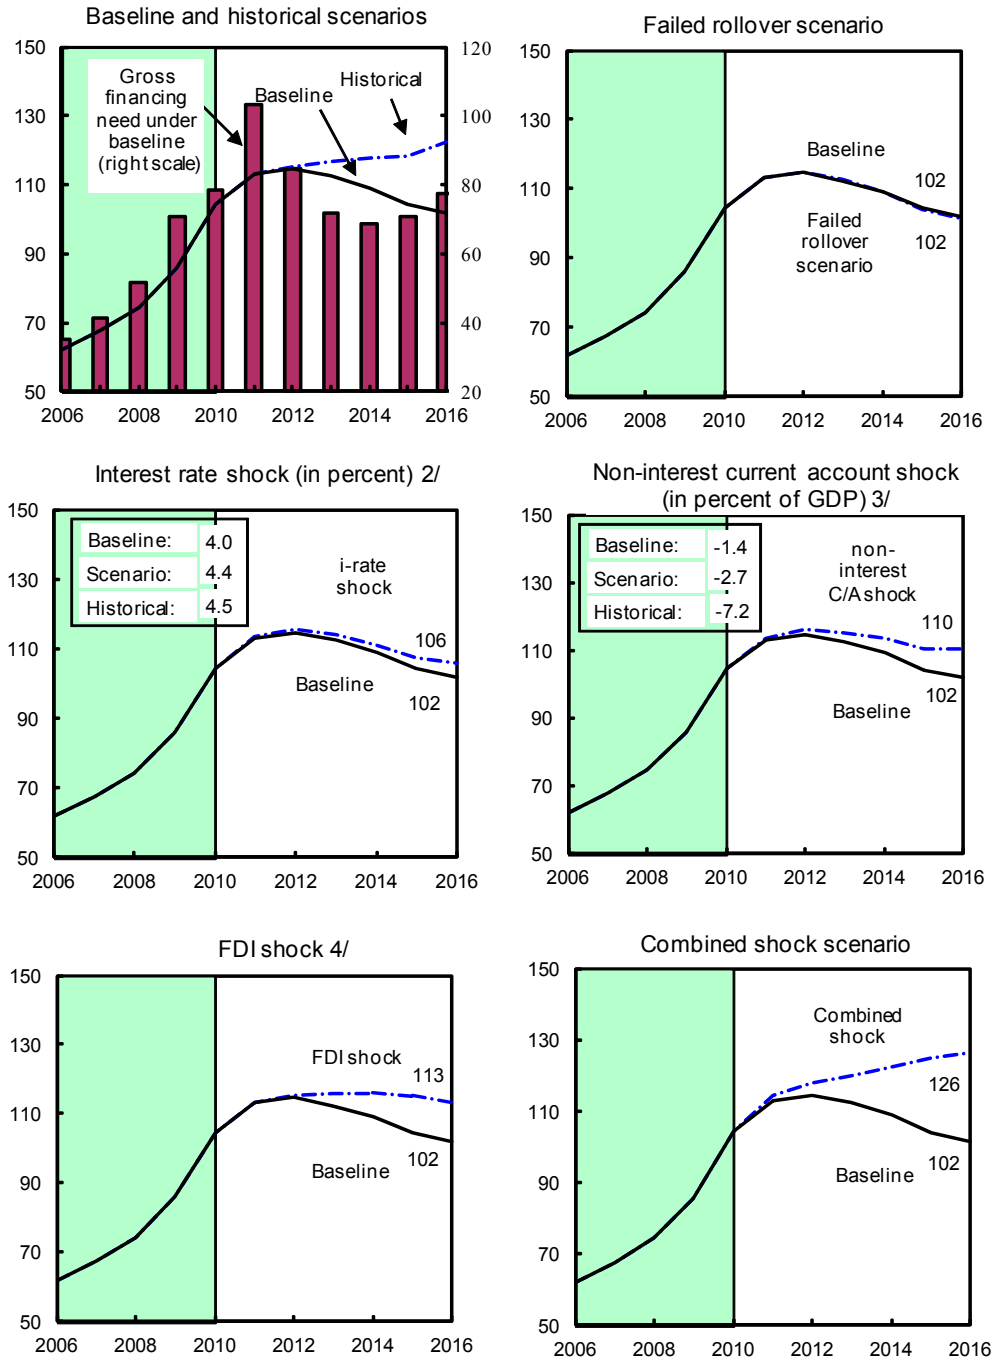 Baseline and historical scenarios
150
130
110
90
70
50
120
100
80
60
40
20
Gross
financing
need under
baseline
(right scale)
Baseline
Historical
2006 2008 2010 2012 2014 2016
Failed rollover scenario
150
130
110
90
70
50
Baseline
102
Failed
rollover
scenario
102
2006 2008 2010 2012 2014 2016
Interest rate shock (in percent) 2/
150
130
110
90
70
50
Baseline: 4.0
Scenario: 4.4
Historical: 4.5
i-rate
shock
106
Baseline
102
2006 2008 2010 2012 2014 2016
Non-interest current account shock
(in percent of GDP) 3/
150
130
110
90
70
50
Baseline: -1.4
Scenario: -2.7
Historical: -7.2
non-
interest
C/A shock
110
102
Baseline
2006 2008 2010 2012 2014 2016
FDI shock 4/
150
130
110
90
70
50
FDI shock
113
Baseline
102
2006 2008 2010 2012 2014 2016
Combined shock scenario
150
130
110
90
70
50
Combined
shock
126
Baseline
102
2006 2008 2010 2012 2014 2016